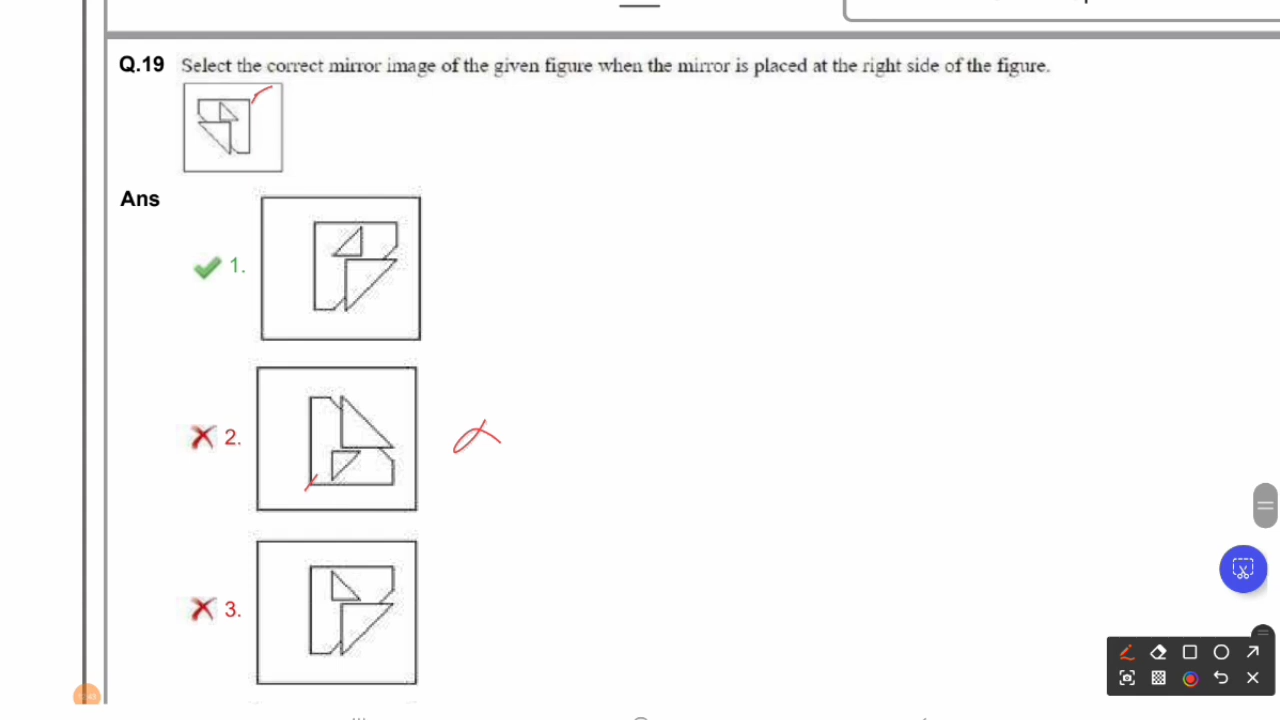 Q.19 Select the correct mirror image of the given figure when the mirror is placed at the right side of the figure.
Ans
1.
2.
3.